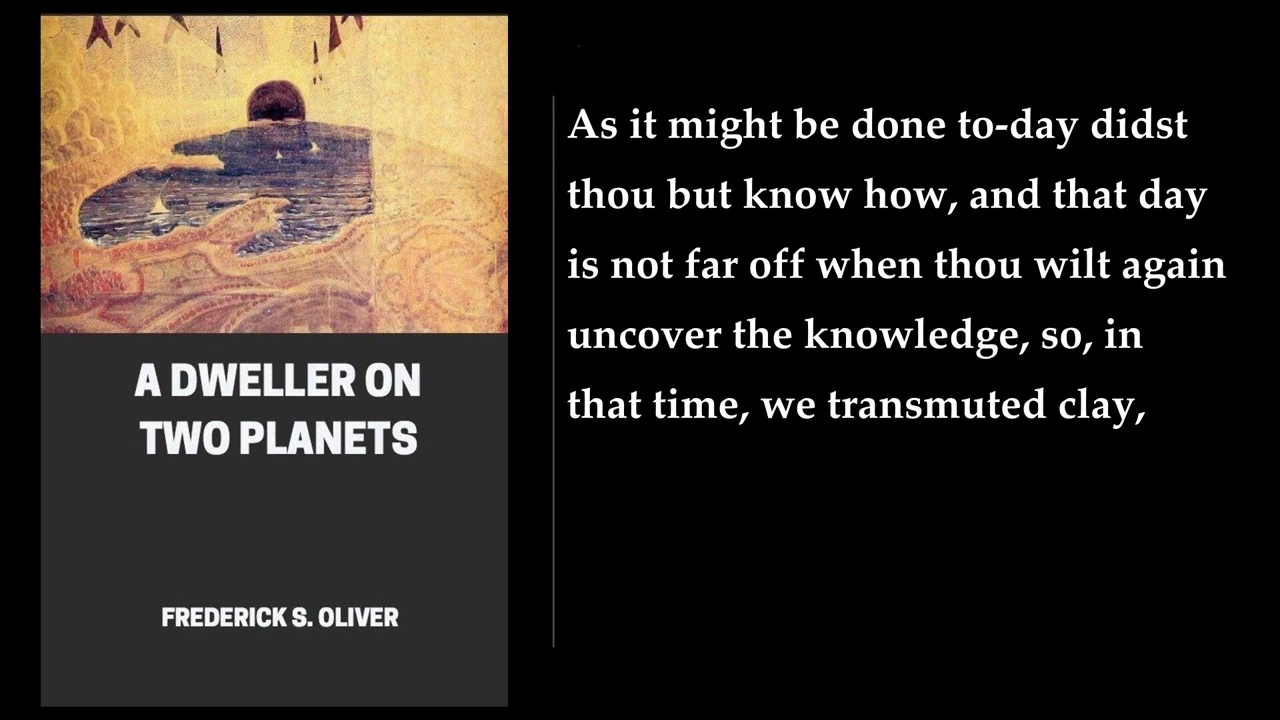 A DWELLER ON
TWO PLANETS
FREDERICK S. OLIVER
As it might be done to-day didst
thou but know how, and that day
is not far off when thou wilt again
uncover the knowledge, so, in
that time, we transmuted clay,